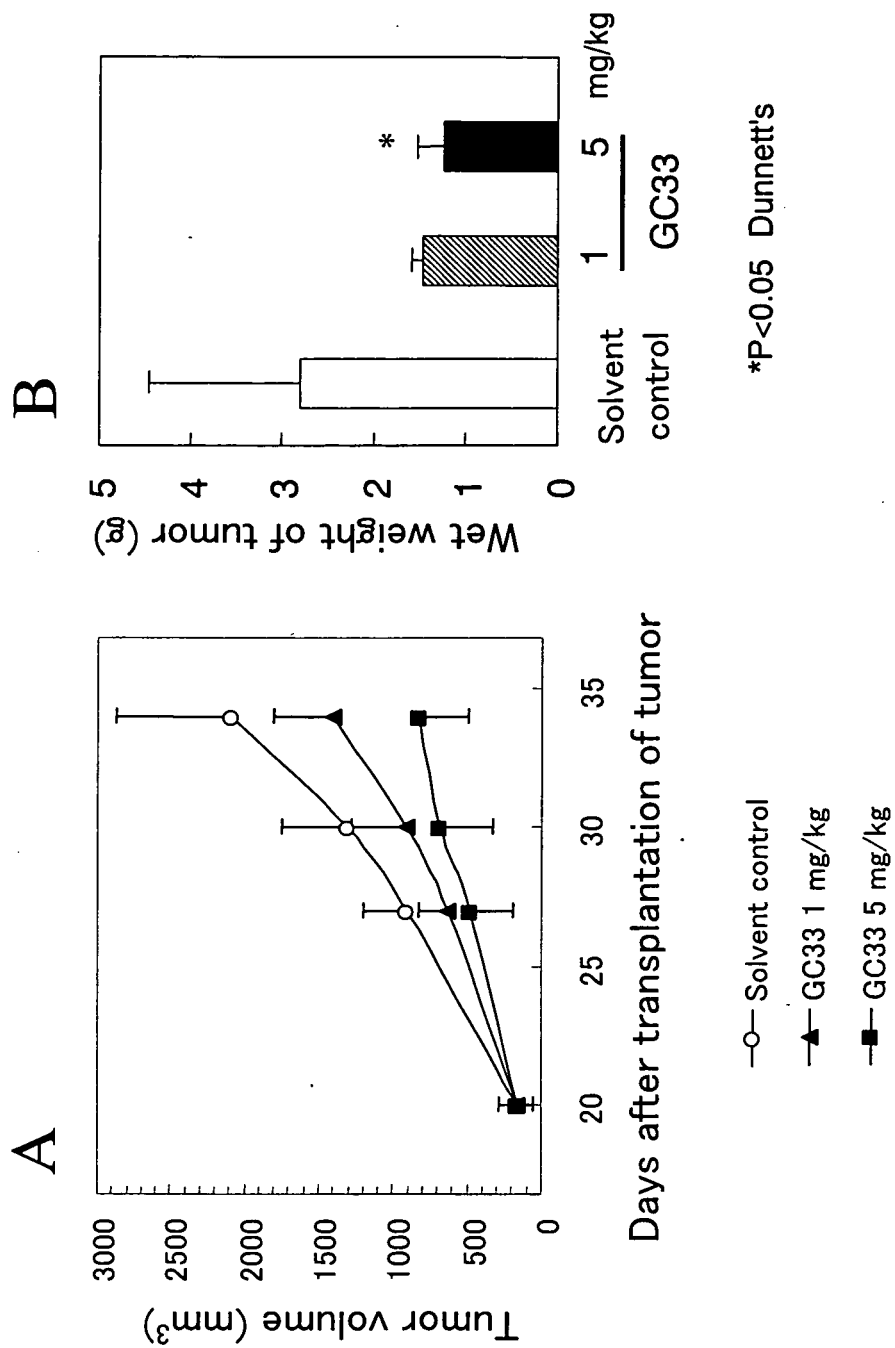 A
Tumor volume (mm³)
3000
2500
2000
1500
1000
500
0
20
25
30
35
Days after transplantation of tumor
Solvent control
GC33 1 mg/kg
GC33 5 mg/kg
B
Wet weight of tumor (g)
5
4
3
2
1
0
*
Solvent
control
1
5
mg/kg
GC33
*P<0.05 Dunnett's